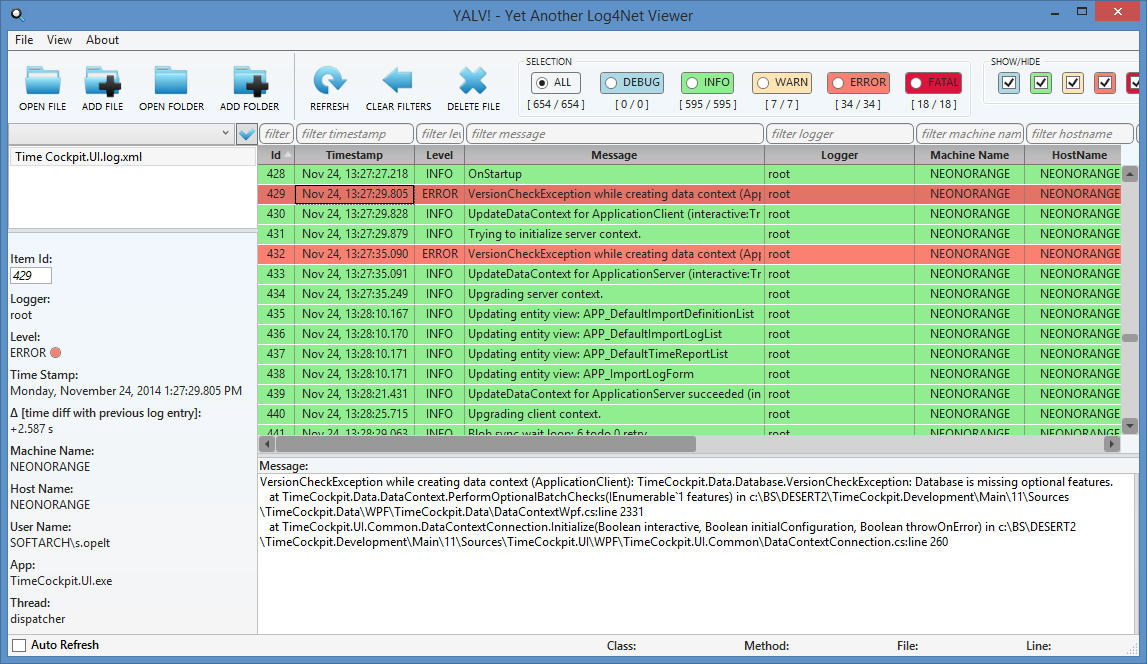 YALV! - Yet Another Log4Net Viewer
File View About
OPEN FILE ADD FILE OPEN FOLDER ADD FOLDER REFRESH CLEAR FILTERS DELETE FILE
SELECTION
ALL DEBUG INFO WARN ERROR FATAL
[ 654 / 654 ] [ 0 / 0 ] [ 595 / 595 ] [ 7 / 7 ] [ 34 / 34 ] [ 18 / 18 ]
SHOW/HIDE
filter filter timestamp filter lev filter message filter logger filter machine nam filter hostname
Time Cockpit.UI.log.xml
Id Timestamp Level Message Logger Machine Name HostName
428 Nov 24, 13:27:27.218 INFO OnStartup root NEONORANGE NEONORANGE
429 Nov 24, 13:27:29.805 ERROR VersionCheckException while creating data context (Ap root NEONORANGE NEONORANGE
430 Nov 24, 13:27:29.828 INFO UpdateDataContext for ApplicationClient (interactive:Tr root NEONORANGE NEONORANGE
431 Nov 24, 13:27:29.879 INFO Trying to initialize server context. root NEONORANGE NEONORANGE
432 Nov 24, 13:27:35.090 ERROR VersionCheckException while creating data context (Ap root NEONORANGE NEONORANGE
433 Nov 24, 13:27:35.091 INFO UpdateDataContext for ApplicationServer (interactive:Tr root NEONORANGE NEONORANGE
434 Nov 24, 13:27:35.249 INFO Upgrading server context. root NEONORANGE NEONORANGE
435 Nov 24, 13:28:10.167 INFO Updating entity view: APP_DefaultImportDefinitionList root NEONORANGE NEONORANGE
436 Nov 24, 13:28:10.170 INFO Updating entity view: APP_DefaultImportLogList root NEONORANGE NEONORANGE
437 Nov 24, 13:28:10.171 INFO Updating entity view: APP_DefaultTimeReportList root NEONORANGE NEONORANGE
438 Nov 24, 13:28:10.171 INFO Updating entity view: APP_ImportLogForm root NEONORANGE NEONORANGE
439 Nov 24, 13:28:21.431 INFO UpdateDataContext for ApplicationServer succeeded (in root NEONORANGE NEONORANGE
440 Nov 24, 13:28:25.715 INFO Upgrading client context. root NEONORANGE NEONORANGE
441 Nov 24, 13:28:29.063 INFO Blob sync wait loop: 6 todo 0 retry root NEONORANGE NEONORANGE
Item Id:
429
Logger:
root
Level:
ERROR
Time Stamp:
Monday, November 24, 2014 1:27:29.805 PM
Δ [time diff with previous log entry]:
+2.587 s
Machine Name:
NEONORANGE
Host Name:
NEONORANGE
User Name:
SOFTARCH\s.opelt
App:
TimeCockpit.UI.exe
Thread:
dispatcher
Message:
VersionCheckException while creating data context (ApplicationClient): TimeCockpit.Data.Database.VersionCheckException: Database is missing optional features.
at TimeCockpit.Data.DataContext.PerformOptionalBatchChecks(IEnumerable`1 features) in c:\BS\DESERT2\TimeCockpit.Development\Main\11\Sources
\TimeCockpit.Data\WPF\TimeCockpit.Data\DataContextWpf.cs:line 2331
at TimeCockpit.UI.Common.DataContextConnection.Initialize(Boolean interactive, Boolean initialConfiguration, Boolean throwOnError) in c:\BS\DESERT2
\TimeCockpit.Development\Main\11\Sources\TimeCockpit.UI\WPF\TimeCockpit.UI.Common\DataContextConnection.cs:line 260
Auto Refresh Class: Method: File: Line: